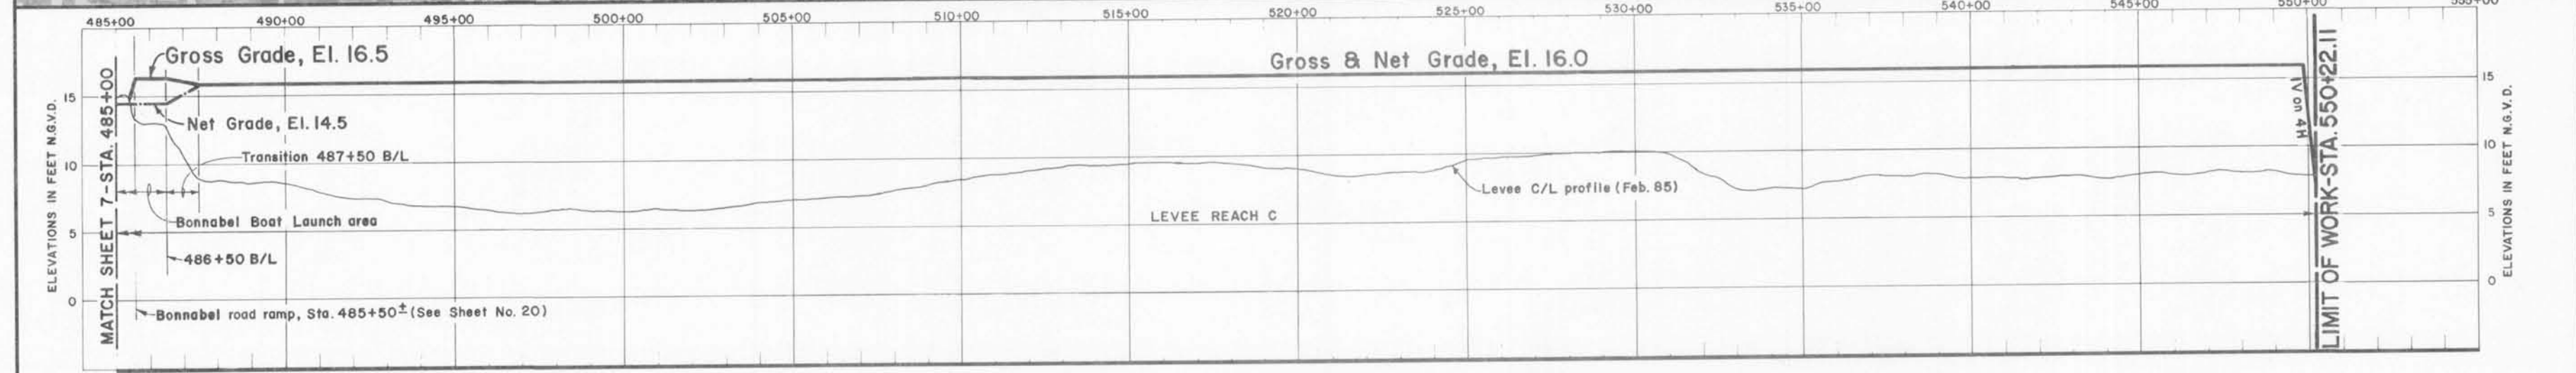 485+00 490+00 495+00 500+00 505+00 510+00 515+00 520+00 525+00 530+00 535+00 540+00 545+00 550+00
Gross Grade, El. 16.5
Gross & Net Grade, El. 16.0
Net Grade, El. 14.5
Transition 487+50 B/L
Levee C/L profile (Feb. 85)
LEVEE REACH C
Bonnabel Boat Launch area
486+50 B/L
Bonnabel road ramp, Sta. 485+50± (See Sheet No. 20)
ELEVATIONS IN FEET N.G.V.D.
15
10
5
0
MATCH SHEET 7-STA. 485+00
1V on 4H
LIMIT OF WORK-STA. 550+22.11
15
10
5
0
ELEVATIONS IN FEET N.G.V.D.